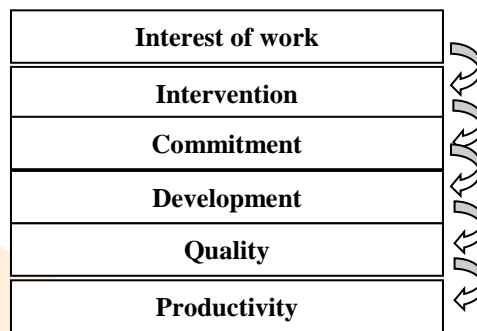 Interest of work
Intervention
Commitment
Development
Quality
Productivity